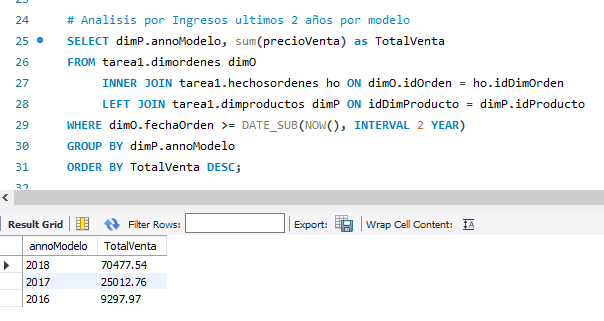 24 # Analisis por Ingresos ultimos 2 años por modelo
25 SELECT dimP.annoModelo, sum(precioVenta) as TotalVenta
26 FROM tarea1.dimordenes dimO
27 INNER JOIN tarea1.hechosordenes ho ON dimO.idOrden = ho.idDimOrden
28 LEFT JOIN tarea1.dimproductos dimP ON idDimProducto = dimP.idProducto
29 WHERE dimO.fechaOrden >= DATE_SUB(NOW(), INTERVAL 2 YEAR)
30 GROUP BY dimP.annoModelo
31 ORDER BY TotalVenta DESC;
32
Result Grid Filter Rows: Export: Wrap Cell Content:
annoModelo TotalVenta
2018 70477.54
2017 25012.76
2016 9297.97